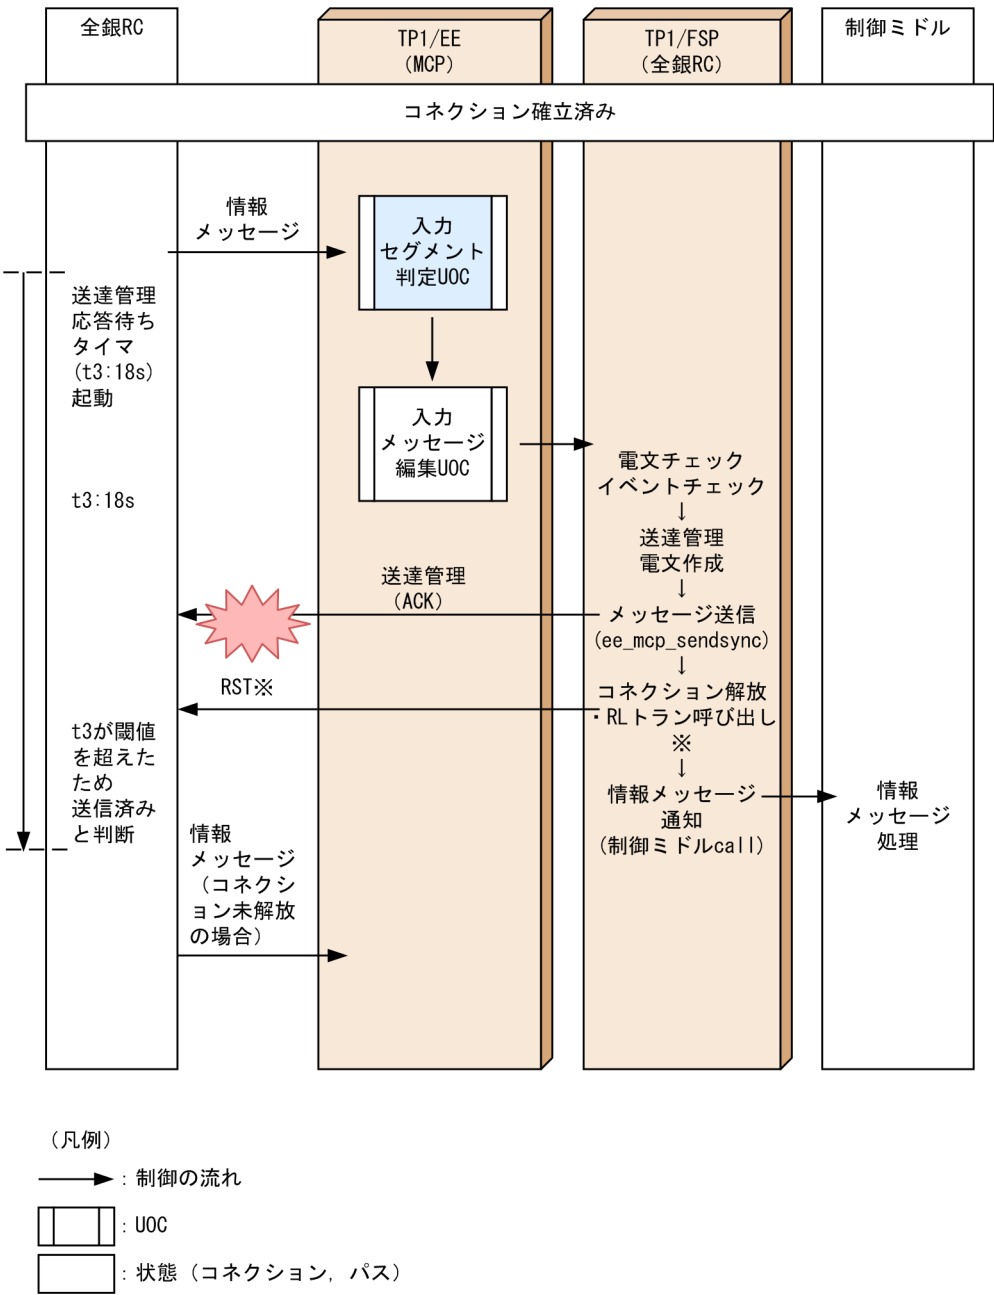 全銀RC
TP1/EE
(MCP)
TP1/FSP
(全銀RC)
制御ミドル
コネクション確立済み
情報
メッセージ
入力
セグメント
判定UOC
送達管理
応答待ち
タイマ
(t3:18s)
起動
入力
メッセージ
編集UOC
t3:18s
電文チェック
イベントチェック
↓
送達管理
電文作成
↓
メッセージ送信
(ee_mcp_sendsync)
↓
コネクション解放
・RLトラン呼び出し
※
↓
情報メッセージ
通知
(制御ミドルcall)
送達管理
(ACK)
RST※
t3が閾値
を超えた
ため
送信済み
と判断
情報
メッセージ
(コネクシ
ョン未解放
の場合)
情報
メッセージ
処理
(凡例)
:制御の流れ
:UOC
:状態(コネクション,パス)